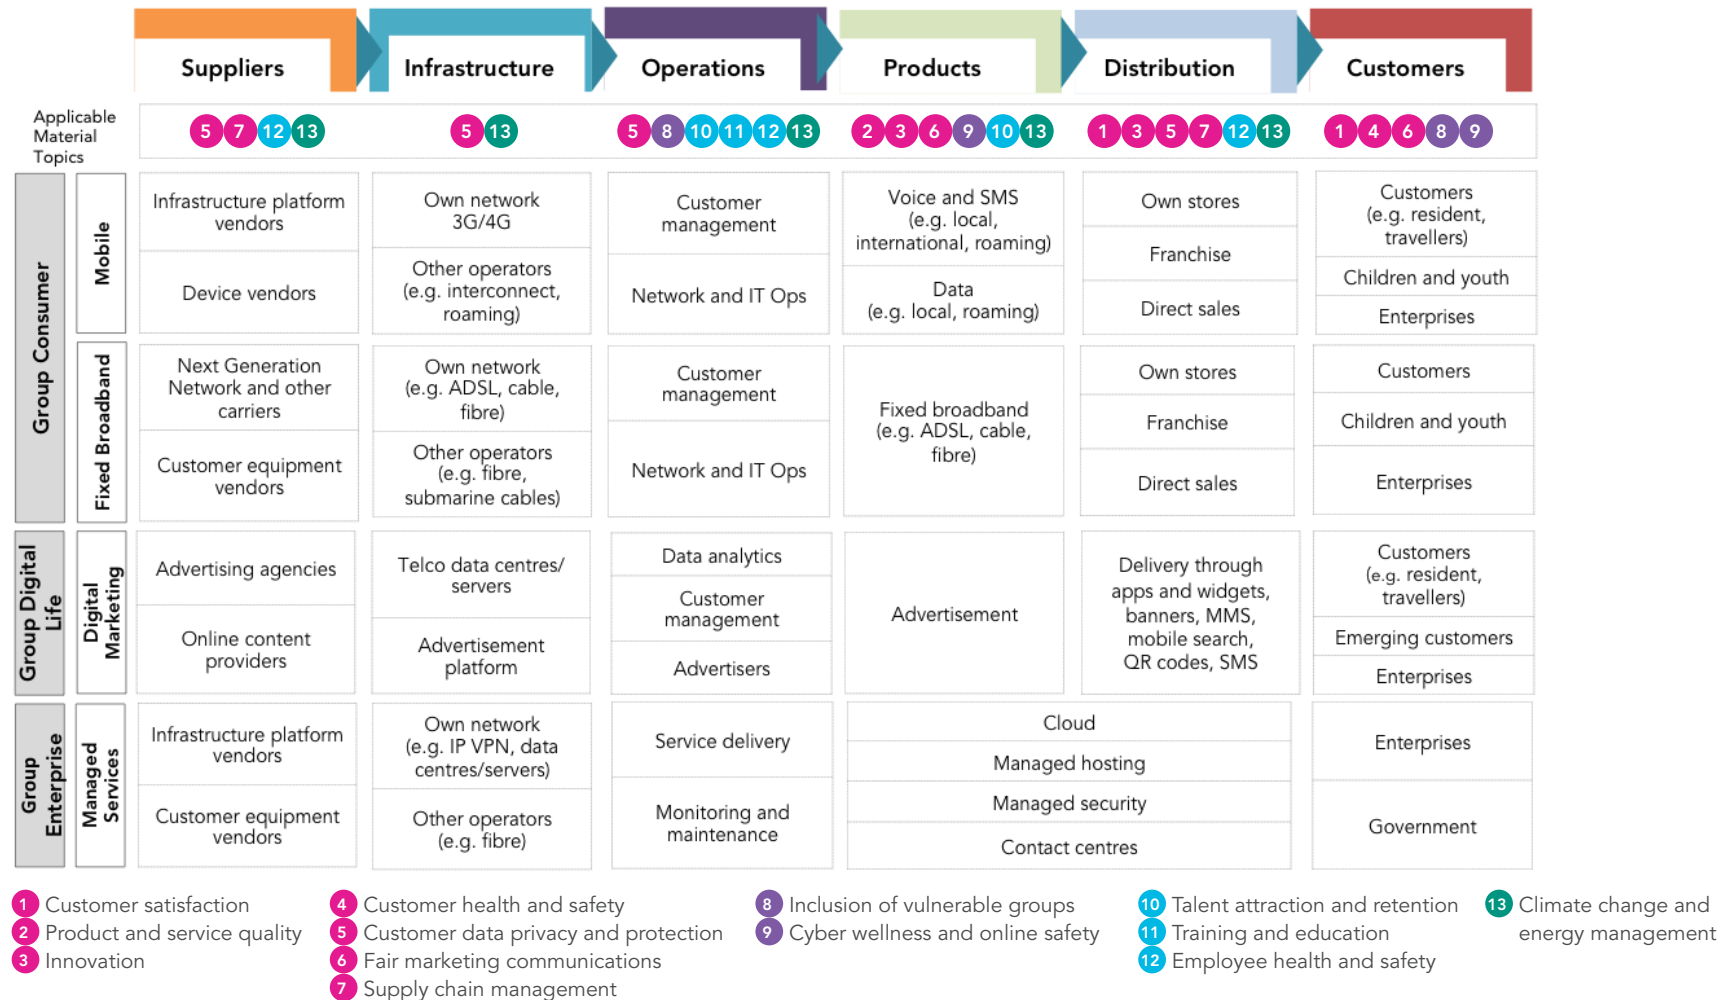 Suppliers
Infrastructure
Operations
Products
Distribution
Customers
Applicable
Material
Topics
5 7 12 13
5 13
5 8 10 11 12 13
2 3 6 9 10 13
1 3 5 7 12 13
1 4 6 8 9
Group Consumer
Mobile
Infrastructure platform
vendors
Device vendors
Own network
3G/4G
Other operators
(e.g. interconnect,
roaming)
Customer
management
Network and IT Ops
Voice and SMS
(e.g. local,
international, roaming)
Data
(e.g. local, roaming)
Own stores
Franchise
Direct sales
Customers
(e.g. resident,
travellers)
Children and youth
Enterprises
Fixed Broadband
Next Generation
Network and other
carriers
Customer equipment
vendors
Own network
(e.g. ADSL, cable,
fibre)
Other operators
(e.g. fibre,
submarine cables)
Customer
management
Network and IT Ops
Fixed broadband
(e.g. ADSL, cable,
fibre)
Own stores
Franchise
Direct sales
Customers
Children and youth
Enterprises
Group Digital
Life
Digital
Marketing
Advertising agencies
Online content
providers
Telco data centres/
servers
Advertisement
platform
Data analytics
Customer
management
Advertisers
Advertisement
Delivery through
apps and widgets,
banners, MMS,
mobile search,
QR codes, SMS
Customers
(e.g. resident,
travellers)
Emerging customers
Enterprises
Group
Enterprise
Managed
Services
Infrastructure platform
vendors
Customer equipment
vendors
Own network
(e.g. IP VPN, data
centres/servers)
Other operators
(e.g. fibre)
Service delivery
Monitoring and
maintenance
Cloud
Managed hosting
Managed security
Contact centres
Enterprises
Government
1 Customer satisfaction
2 Product and service quality
3 Innovation
4 Customer health and safety
5 Customer data privacy and protection
6 Fair marketing communications
7 Supply chain management
8 Inclusion of vulnerable groups
9 Cyber wellness and online safety
10 Talent attraction and retention
11 Training and education
12 Employee health and safety
13 Climate change and
energy management